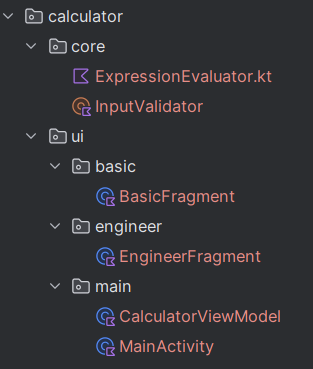 calculator
core
ExpressionEvaluator.kt
InputValidator
ui
basic
BasicFragment
engineer
EngineerFragment
main
CalculatorViewModel
MainActivity